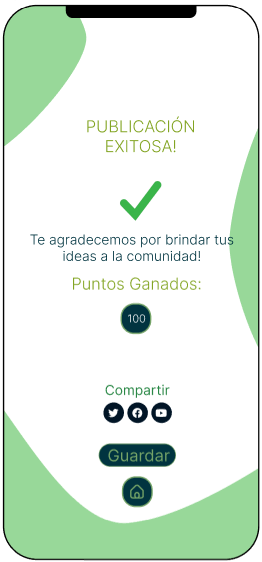 PUBLICACIÓN
EXITOSA!
Te agradecemos por brindar tus
ideas a la comunidad!
Puntos Ganados:
100
Compartir
Guardar